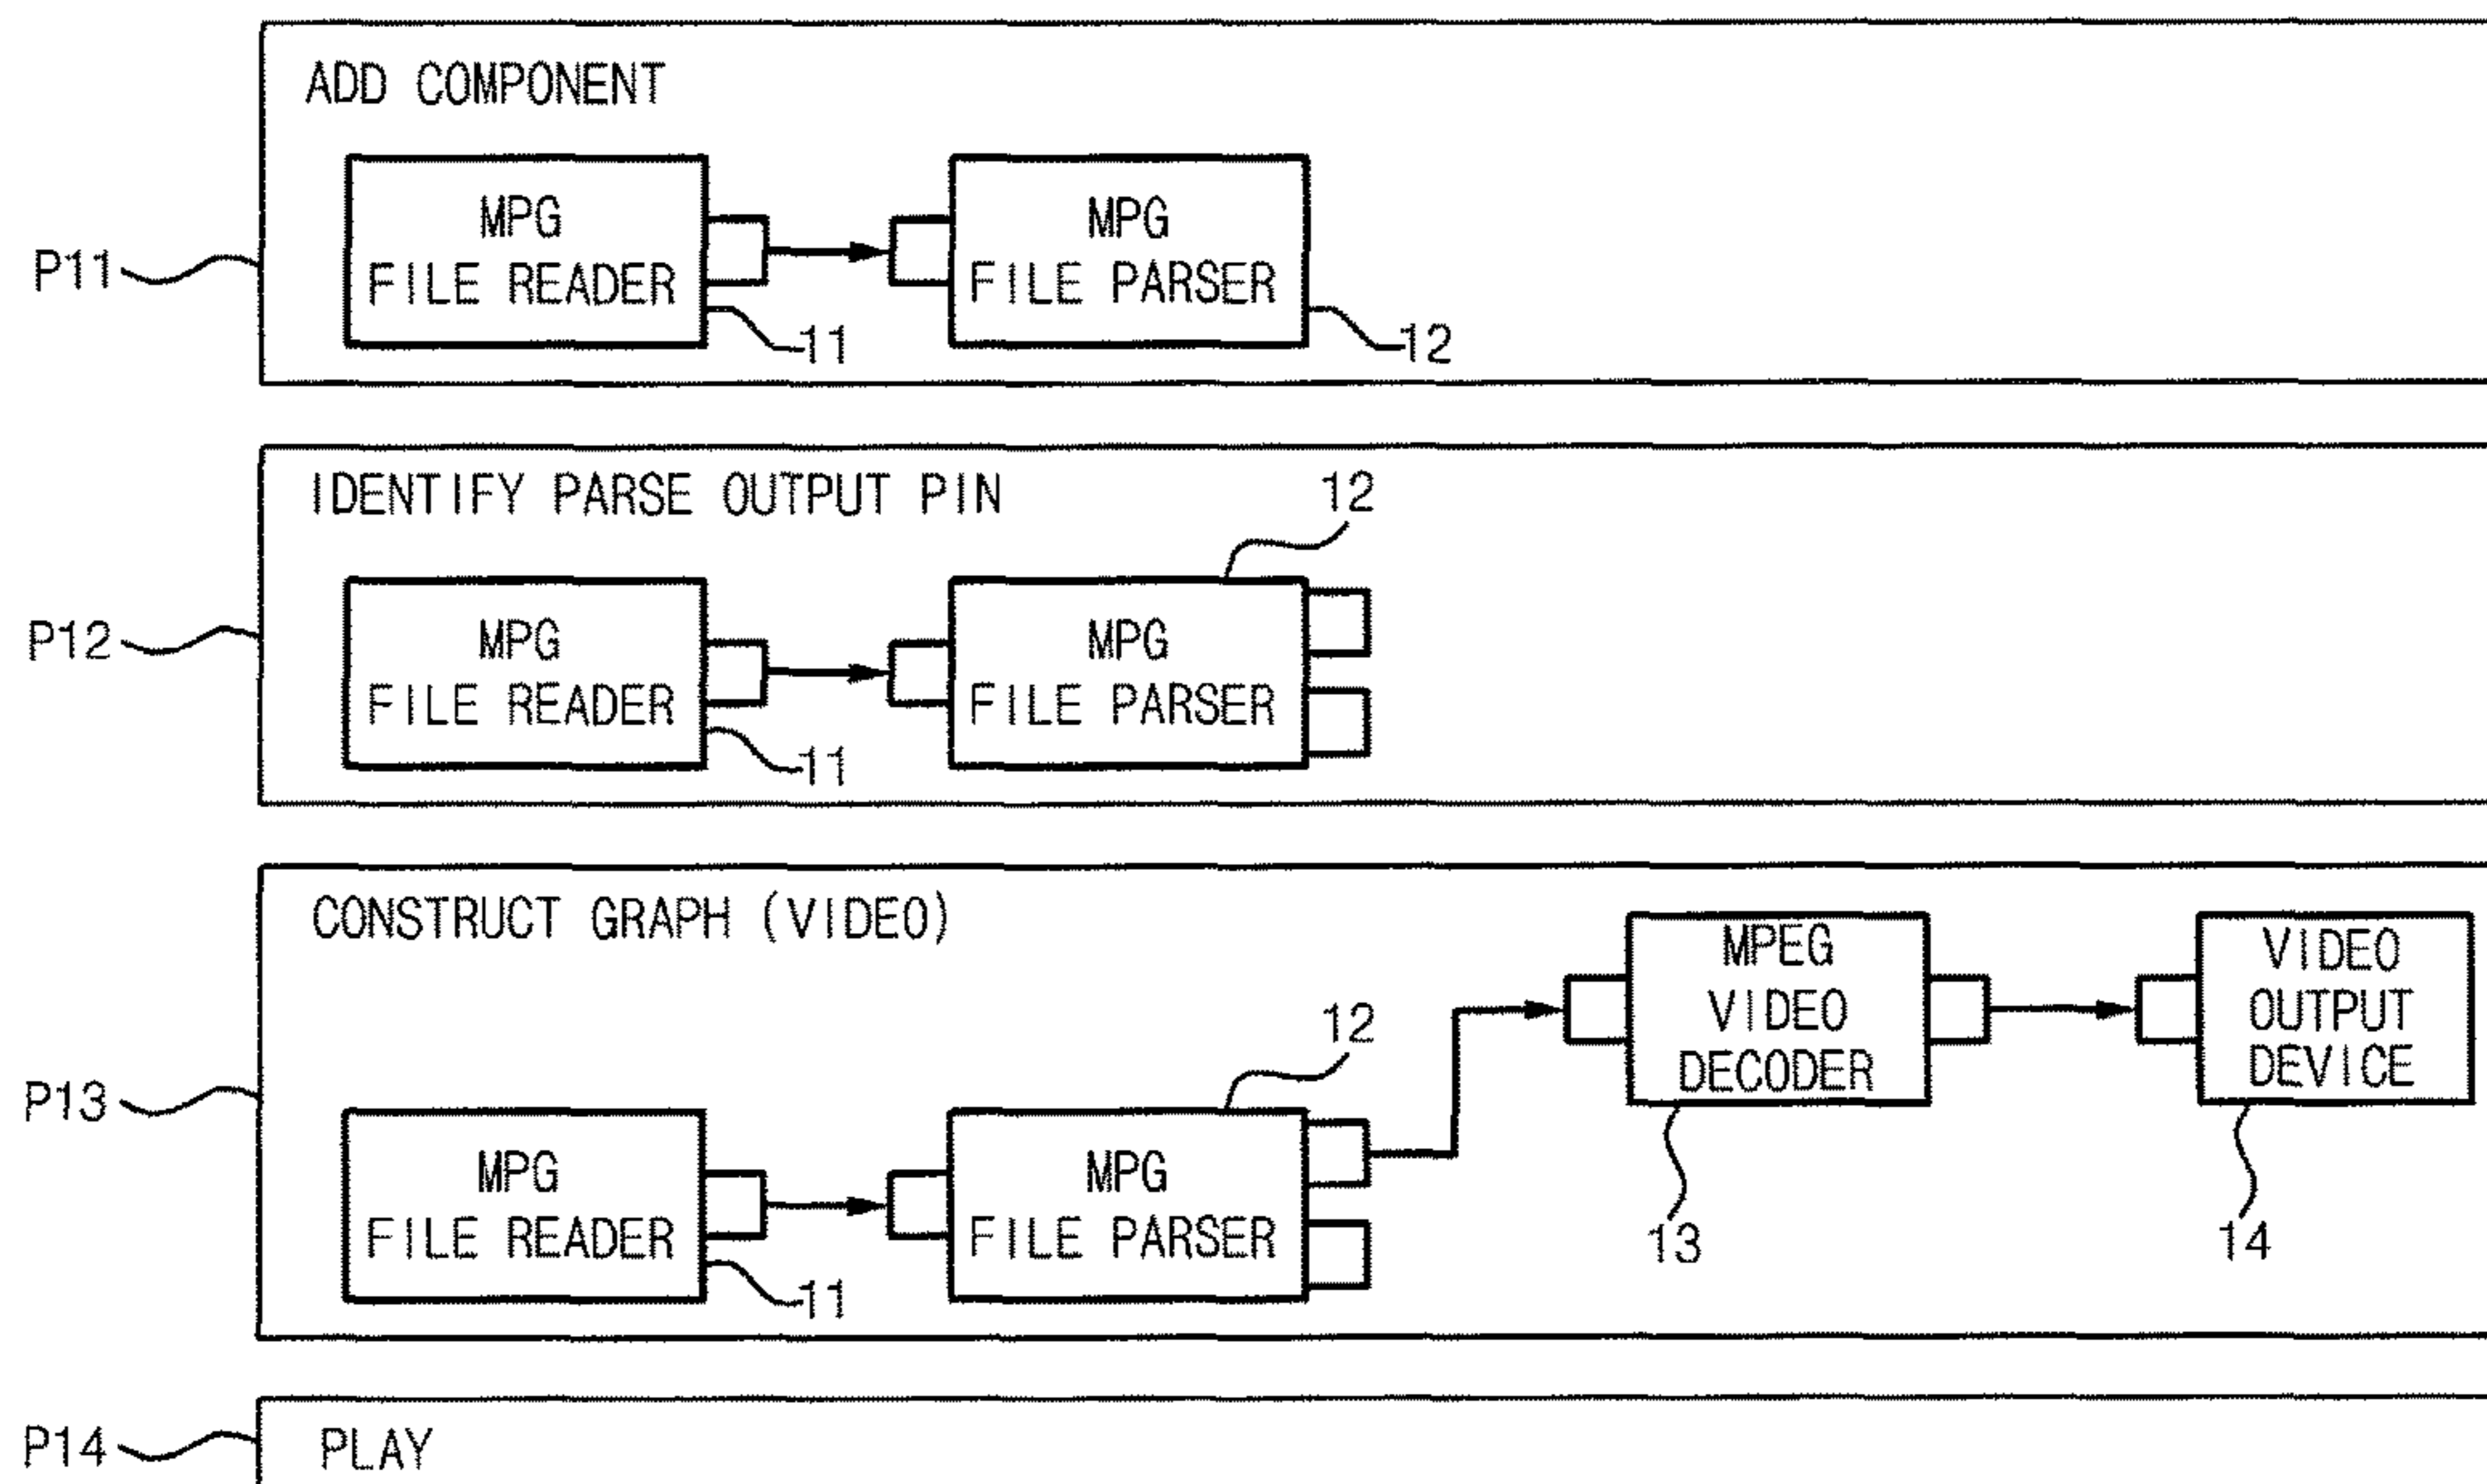 ADD COMPONENT
MPG
FILE READER
MPG
FILE PARSER
P11
11
12
IDENTIFY PARSE OUTPUT PIN
12
MPG
FILE READER
MPG
FILE PARSER
P12
11
CONSTRUCT GRAPH (VIDEO)
MPEG
VIDEO
DECODER
VIDEO
OUTPUT
DEVICE
12
P13
MPG
FILE READER
MPG
FILE PARSER
13
14
11
P14
PLAY